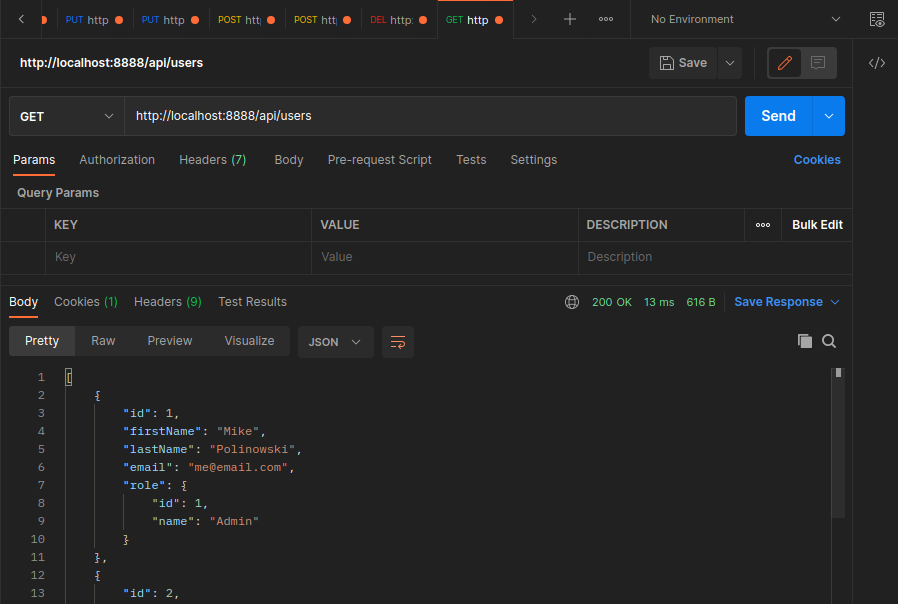 PUT http PUT http POST htt POST htt DEL http: GET http No Environment
http://localhost:8888/api/users Save
GET http://localhost:8888/api/users Send
Params Authorization Headers (7) Body Pre-request Script Tests Settings Cookies
Query Params
KEY VALUE DESCRIPTION Bulk Edit
Key Value Description
Body Cookies (1) Headers (9) Test Results 200 OK 13 ms 616 B Save Response
Pretty Raw Preview Visualize JSON
1 [
2 {
3 "id": 1,
4 "firstName": "Mike",
5 "lastName": "Polinowski",
6 "email": "me@email.com",
7 "role": {
8 "id": 1,
9 "name": "Admin"
10 }
11 },
12 {
13 "id": 2,